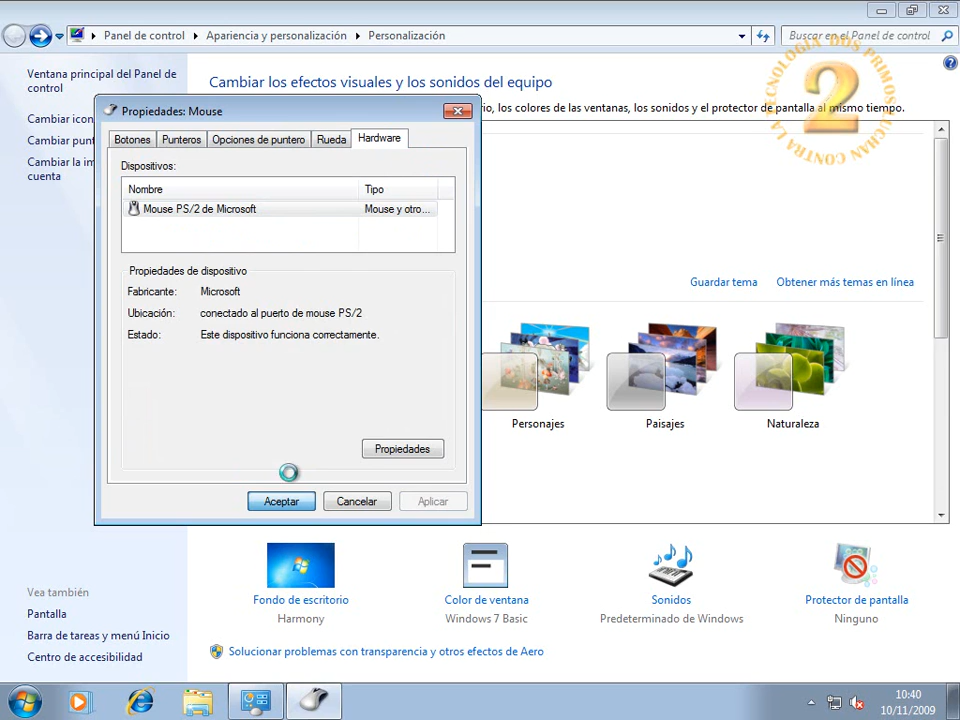 Panel de control
Apariencia y personalización
Personalización
Buscar en el Panel de control
Ventana principal del Panel de
control
Cambiar los efectos visuales y los sonidos del equipo
TECNOLOGIA DOS PRIMOS LUCHAN CONTRA LA
2
Cambiar icon
Cambiar punt
Cambiar la im
cuenta
rio, los colores de las ventanas, los sonidos y el protector de pantalla al mismo tiempo.
Propiedades: Mouse
Botones
Punteros
Opciones de puntero
Rueda
Hardware
Dispositivos:
Nombre
Tipo
Mouse PS/2 de Microsoft
Mouse y otro...
Propiedades de dispositivo
Fabricante: Microsoft
Ubicación: conectado al puerto de mouse PS/2
Estado: Este dispositivo funciona correctamente.
Propiedades
Aceptar
Cancelar
Aplicar
Guardar tema
Obtener más temas en línea
Personajes
Paisajes
Naturaleza
Fondo de escritorio
Harmony
Color de ventana
Windows 7 Basic
Sonidos
Predeterminado de Windows
Protector de pantalla
Ninguno
Vea también
Pantalla
Barra de tareas y menú Inicio
Centro de accesibilidad
Solucionar problemas con transparencia y otros efectos de Aero
10:40
10/11/2009